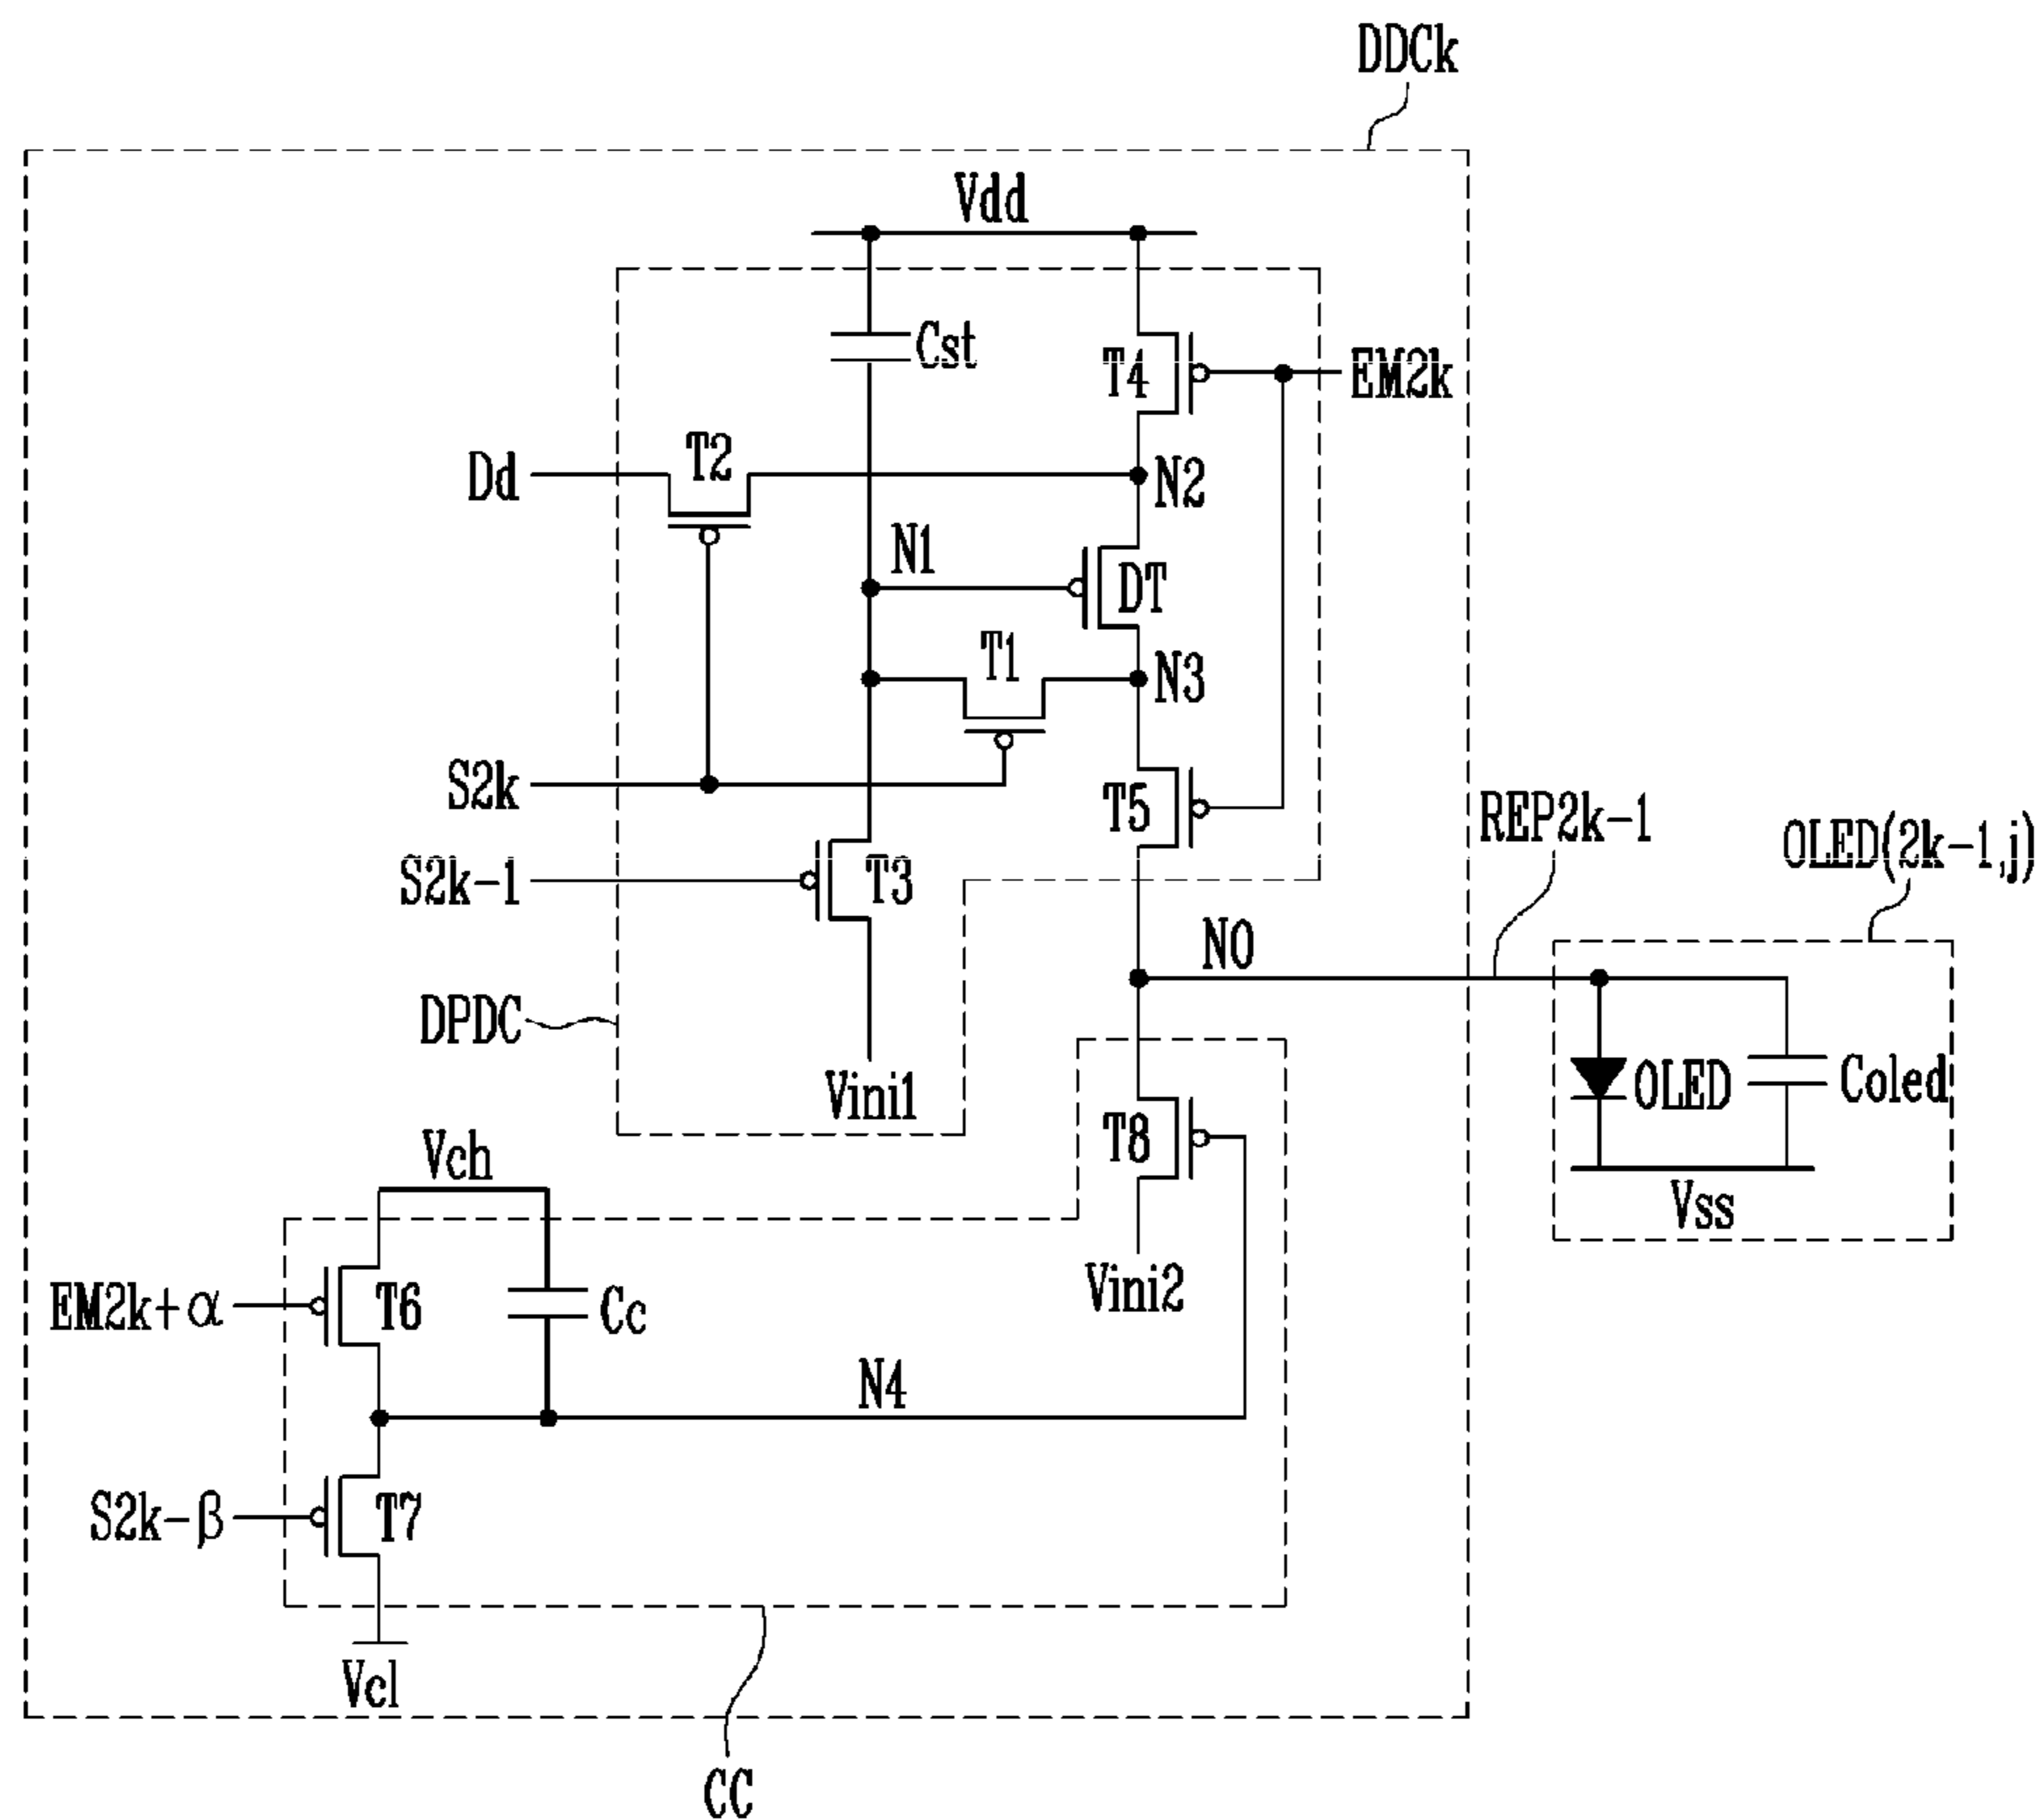 DDCk
Vdd
Cst
T4
EM2k
T2
Dd
N2
N1
DT
T1
N3
S2k
T5
REP2k-1
OLED(2k-1,j)
S2k-1
T3
N0
DPDC
Vini1
OLED
Coled
T8
Vch
Vss
Vini2
EM2k+α
T6
Cc
N4
S2k-β
T7
Vcl
CC